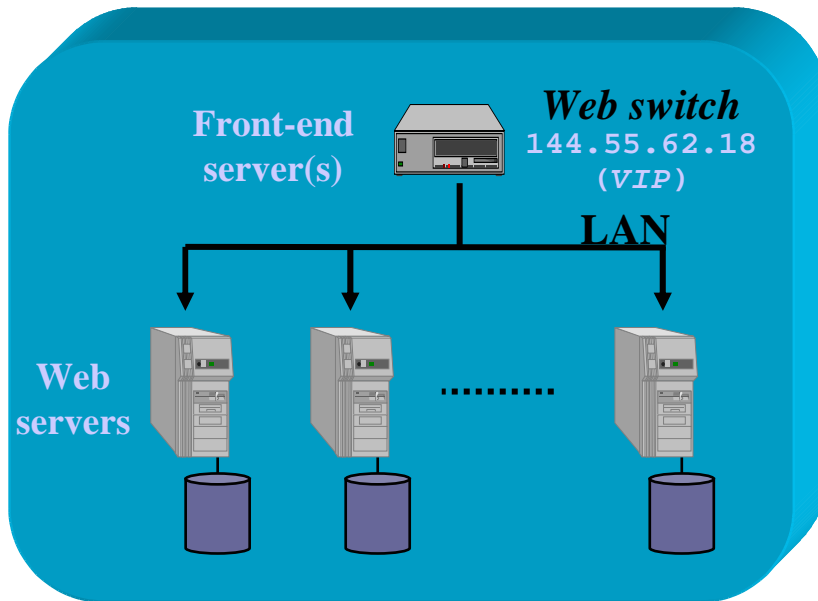 Front-end
server(s)
Web switch
144.55.62.18
(VIP)
LAN
Web
servers